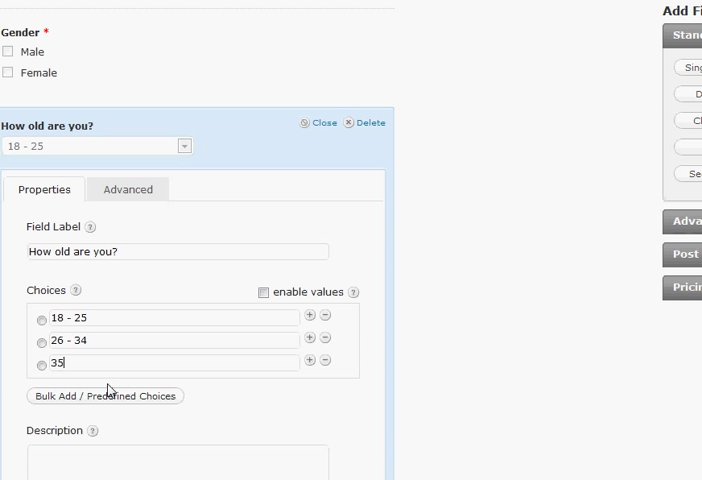 Add Fi
Gender *
Stan
Male
Sing
Female
D
Cl
How old are you?
Close
Delete
18 - 25
Se
Properties
Advanced
Adva
Field Label ?
How old are you?
Post
Choices ?
enable values ?
Pricin
18 - 25
26 - 34
35
Bulk Add / Predefined Choices
Description ?